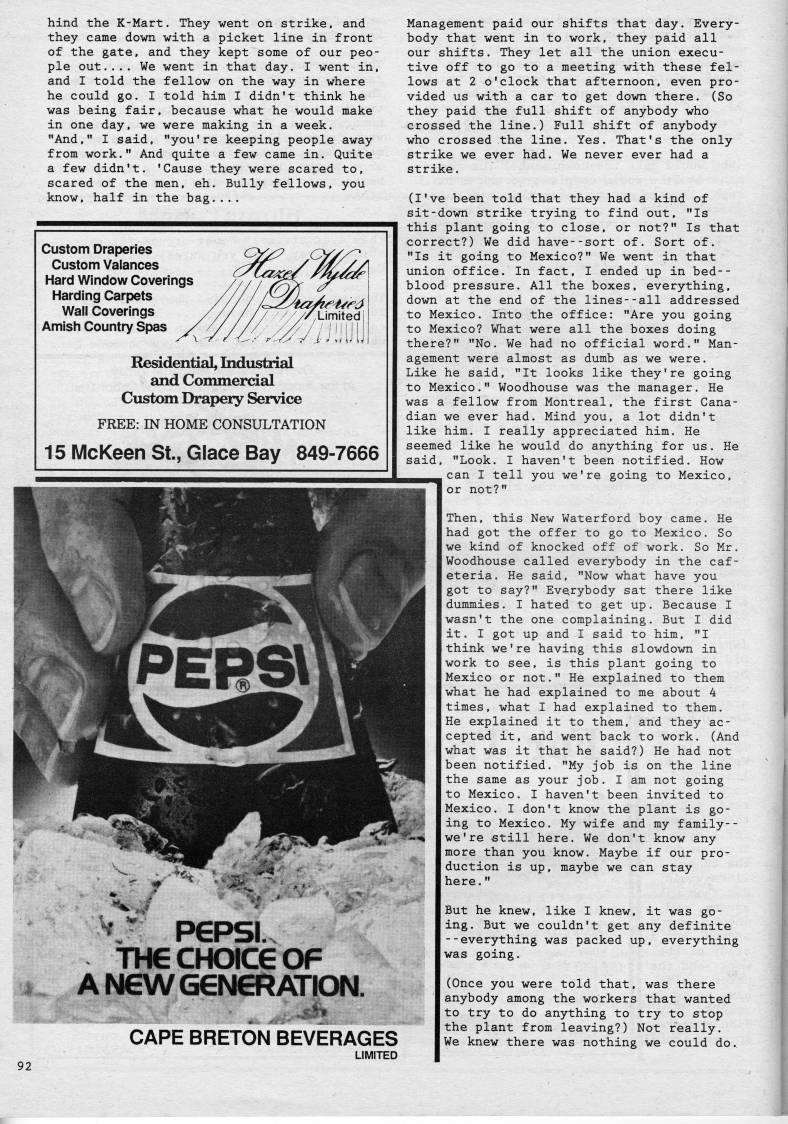 hind the K-Mart. They went on strike, and
they came down with a picket line in front
of the gate, and they kept some of our peo-
ple out.... We went in that day. I went in,
and I told the fellow on the way in where
he could go. I told him I didn't think he
was being fair, because what he would make
in one day, we were making in a week.
"And," I said, "you're keeping people away
from work." And quite a few came in. Quite
a few didn't. 'Cause they were scared to,
scared of the men, eh. Bully fellows, you
know, half in the bag....
Custom Draperies
Custom Valances
Hard Window Coverings
Harding Carpets
Wall Coverings
Amish Country Spas
Hazel Wylde
Draperies
Limited
Residential, Industrial
and Commercial
Custom Drapery Service
FREE: IN HOME CONSULTATION
15 McKeen St., Glace Bay 849-7666
PEPSI®
PEPSI.
THE CHOICE OF
A NEW GENERATION.
CAPE BRETON BEVERAGES
LIMITED
Management paid our shifts that day. Every-
body that went in to work, they paid all
our shifts. They let all the union execu-
tive off to go to a meeting with these fel-
lows at 2 o'clock that afternoon, even pro-
vided us with a car to get down there. (So
they paid the full shift of anybody who
crossed the line.) Full shift of anybody
who crossed the line. Yes. That's the only
strike we ever had. We never ever had a
strike.
(I've been told that they had a kind of
sit-down strike trying to find out, "Is
this plant going to close, or not?" Is that
correct?) We did have--sort of. Sort of.
"Is it going to Mexico?" We went in that
union office. In fact, I ended up in bed--
blood pressure. All the boxes, everything,
down at the end of the lines--all addressed
to Mexico. Into the office: "Are you going
to Mexico? What were all the boxes doing
there?" "No. We had no official word." Man-
agement were almost as dumb as we were.
Like he said, "It looks like they're going
to Mexico." Woodhouse was the manager. He
was a fellow from Montreal, the first Cana-
dian we ever had. Mind you, a lot didn't
like him. I really appreciated him. He
seemed like he would do anything for us. He
said, "Look. I haven't been notified. How
can I tell you we're going to Mexico,
or not?"
Then, this New Waterford boy came. He
had got the offer to go to Mexico. So
we kind of knocked off of work. So Mr.
Woodhouse called everybody in the caf-
eteria. He said, "Now what have you
got to say?" Everybody sat there like
dummies. I hated to get up. Because I
wasn't the one complaining. But I did
it. I got up and I said to him, "I
think we're having this slowdown in
work to see, is this plant going to
Mexico or not." He explained to them
what he had explained to me about 4
times, what I had explained to them.
He explained it to them, and they ac-
cepted it, and went back to work. (And
what was it that he said?) He had not
been notified. "My job is on the line
the same as your job. I am not going
to Mexico. I haven't been invited to
Mexico. I don't know the plant is go-
ing to Mexico. My wife and my family--
we're still here. We don't know any
more than you know. Maybe if our pro-
duction is up, maybe we can stay
here."
But he knew, like I knew, it was go-
ing. But we couldn't get any definite
--everything was packed up, everything
was going.
(Once you were told that, was there
anybody among the workers that wanted
to try to do anything to try to stop
the plant from leaving?) Not really.
We knew there was nothing we could do.
92